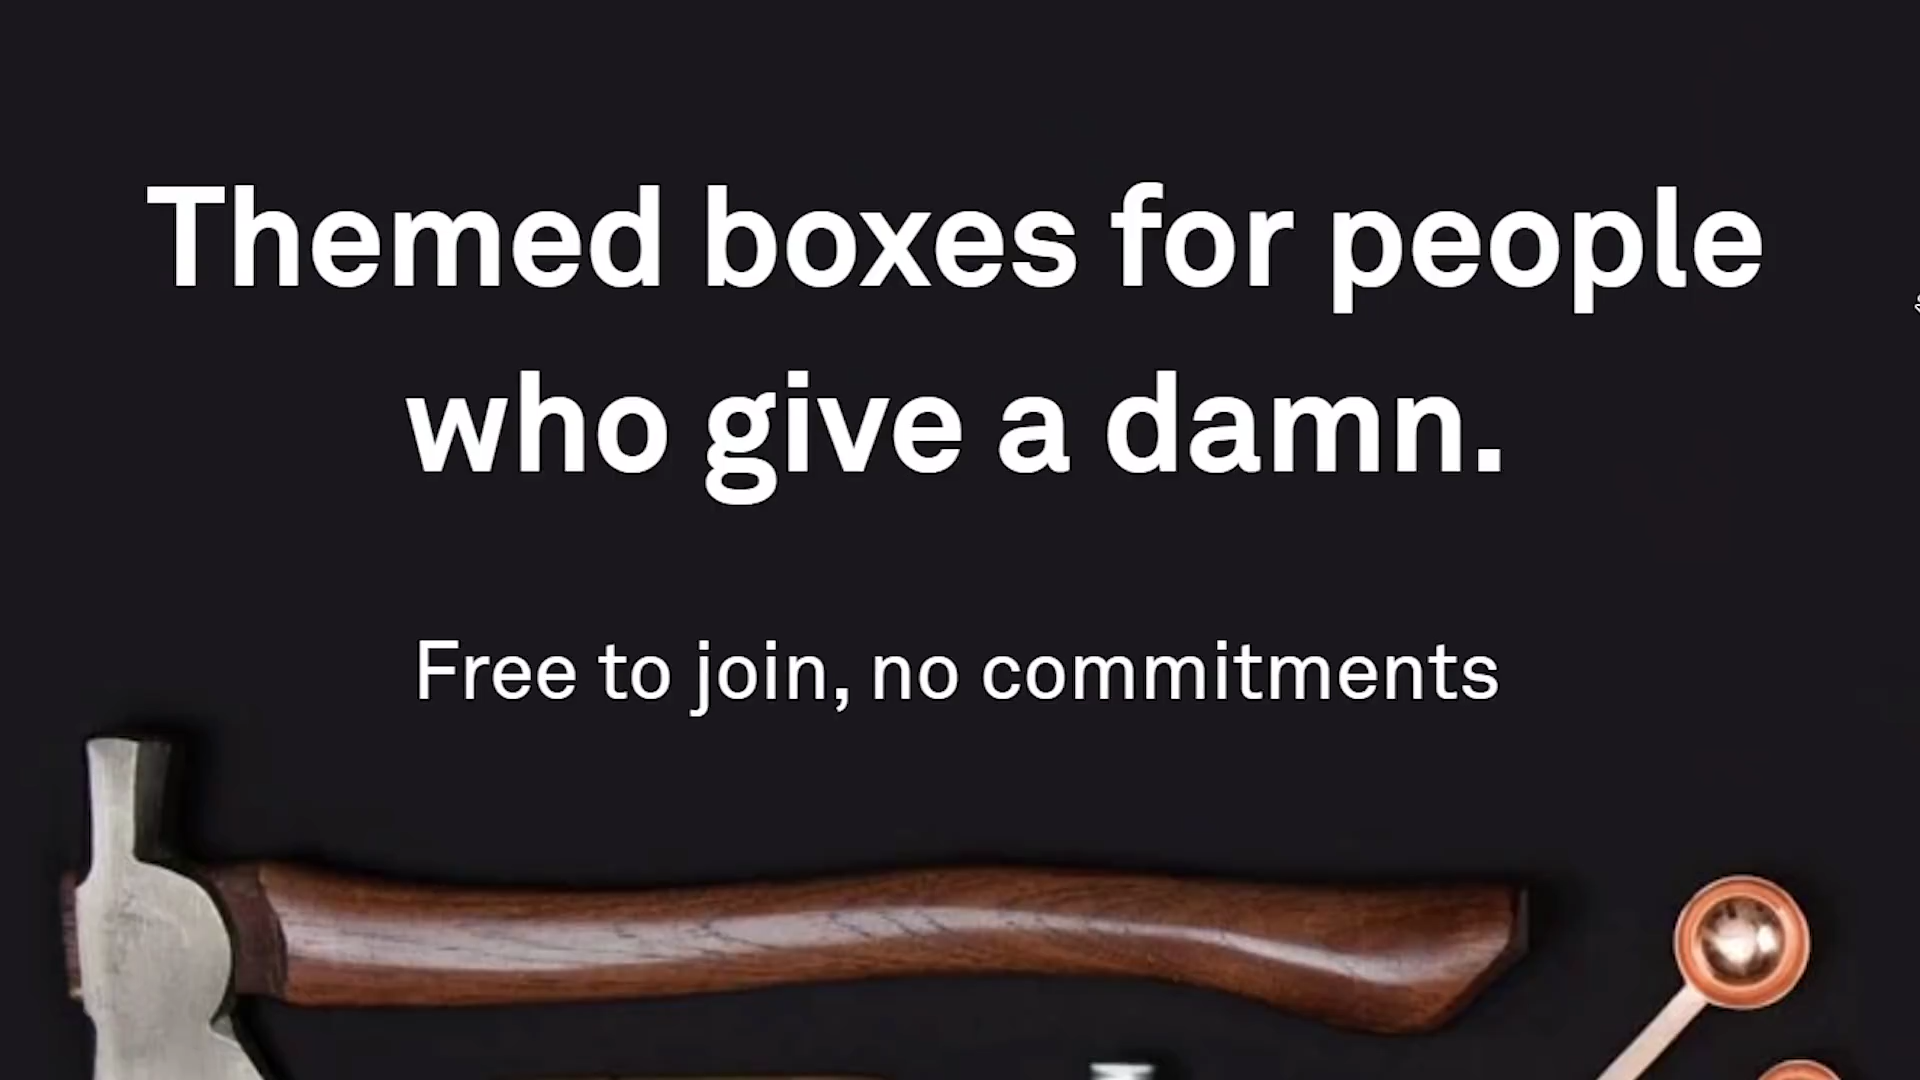 Themed boxes for people
who give a damn.
Free to join, no commitments